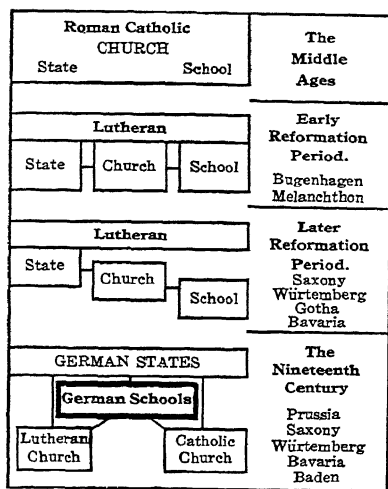 Roman Catholic
CHURCH
State School
The
Middle
Ages
Lutheran
State Church School
Early
Reformation
Period.
Bugenhagen
Melanchthon
Lutheran
State
Church
School
Later
Reformation
Period.
Saxony
Würtemberg
Gotha
Bavaria
GERMAN STATES
German Schools
Lutheran
Church
Catholic
Church
The
Nineteenth
Century
Prussia
Saxony
Würtemberg
Bavaria
Baden